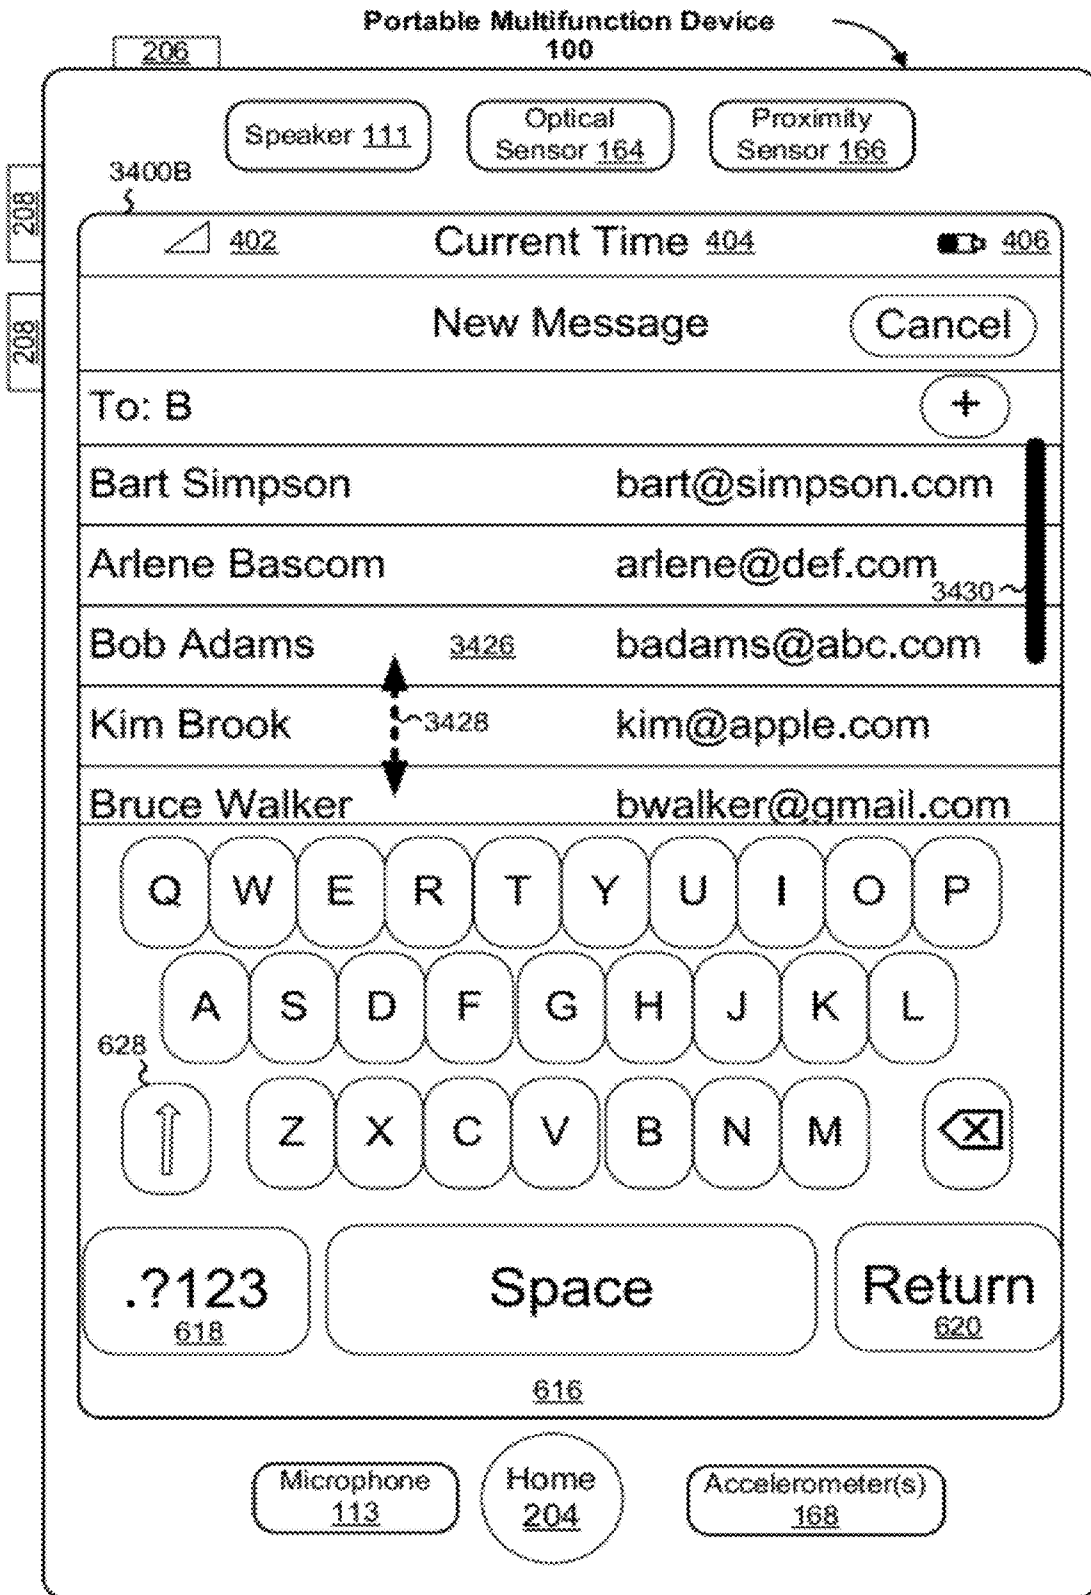 Portable Multifunction Device
100
206
Speaker 111
Optical
Sensor 164
Proximity
Sensor 166
3400B
208
208
402 Current Time 404 406
New Message Cancel
To: B +
Bart Simpson bart@simpson.com
Arlene Bascom arlene@def.com
3430
Bob Adams 3426 badams@abc.com
Kim Brook 3428 kim@apple.com
Bruce Walker bwalker@gmail.com
Q W E R T Y U I O P
A S D F G H J K L
628
Z X C V B N M X
.?123 Space Return
618 620
616
Microphone
113
Home
204
Accelerometer(s)
168